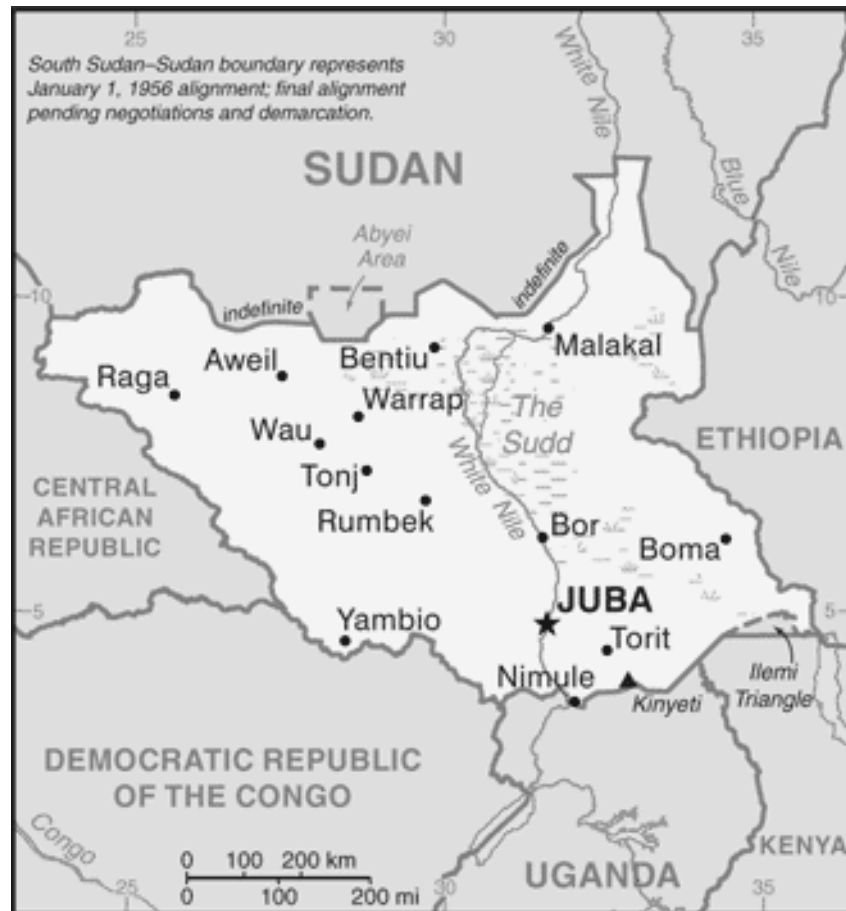 25
30
35
South Sudan–Sudan boundary represents
January 1, 1956 alignment; final alignment
pending negotiations and demarcation.
White Nile
SUDAN
Blue
Nile
Abyei
Area
10
indefinite
indefinite
10
Aweil
Bentiu
Malakal
Raga
Warrap
The
Sudd
Wau
ETHIOPIA
Tonj
White Nile
CENTRAL
AFRICAN
REPUBLIC
Rumbek
Bor
Boma
5
JUBA
5
Yambio
Torit
Nimule
Kinyeti
Ilemi
Triangle
DEMOCRATIC REPUBLIC
OF THE CONGO
Congo
KENYA
0 100 200 km
0 100 200 mi
UGANDA
25
30
35